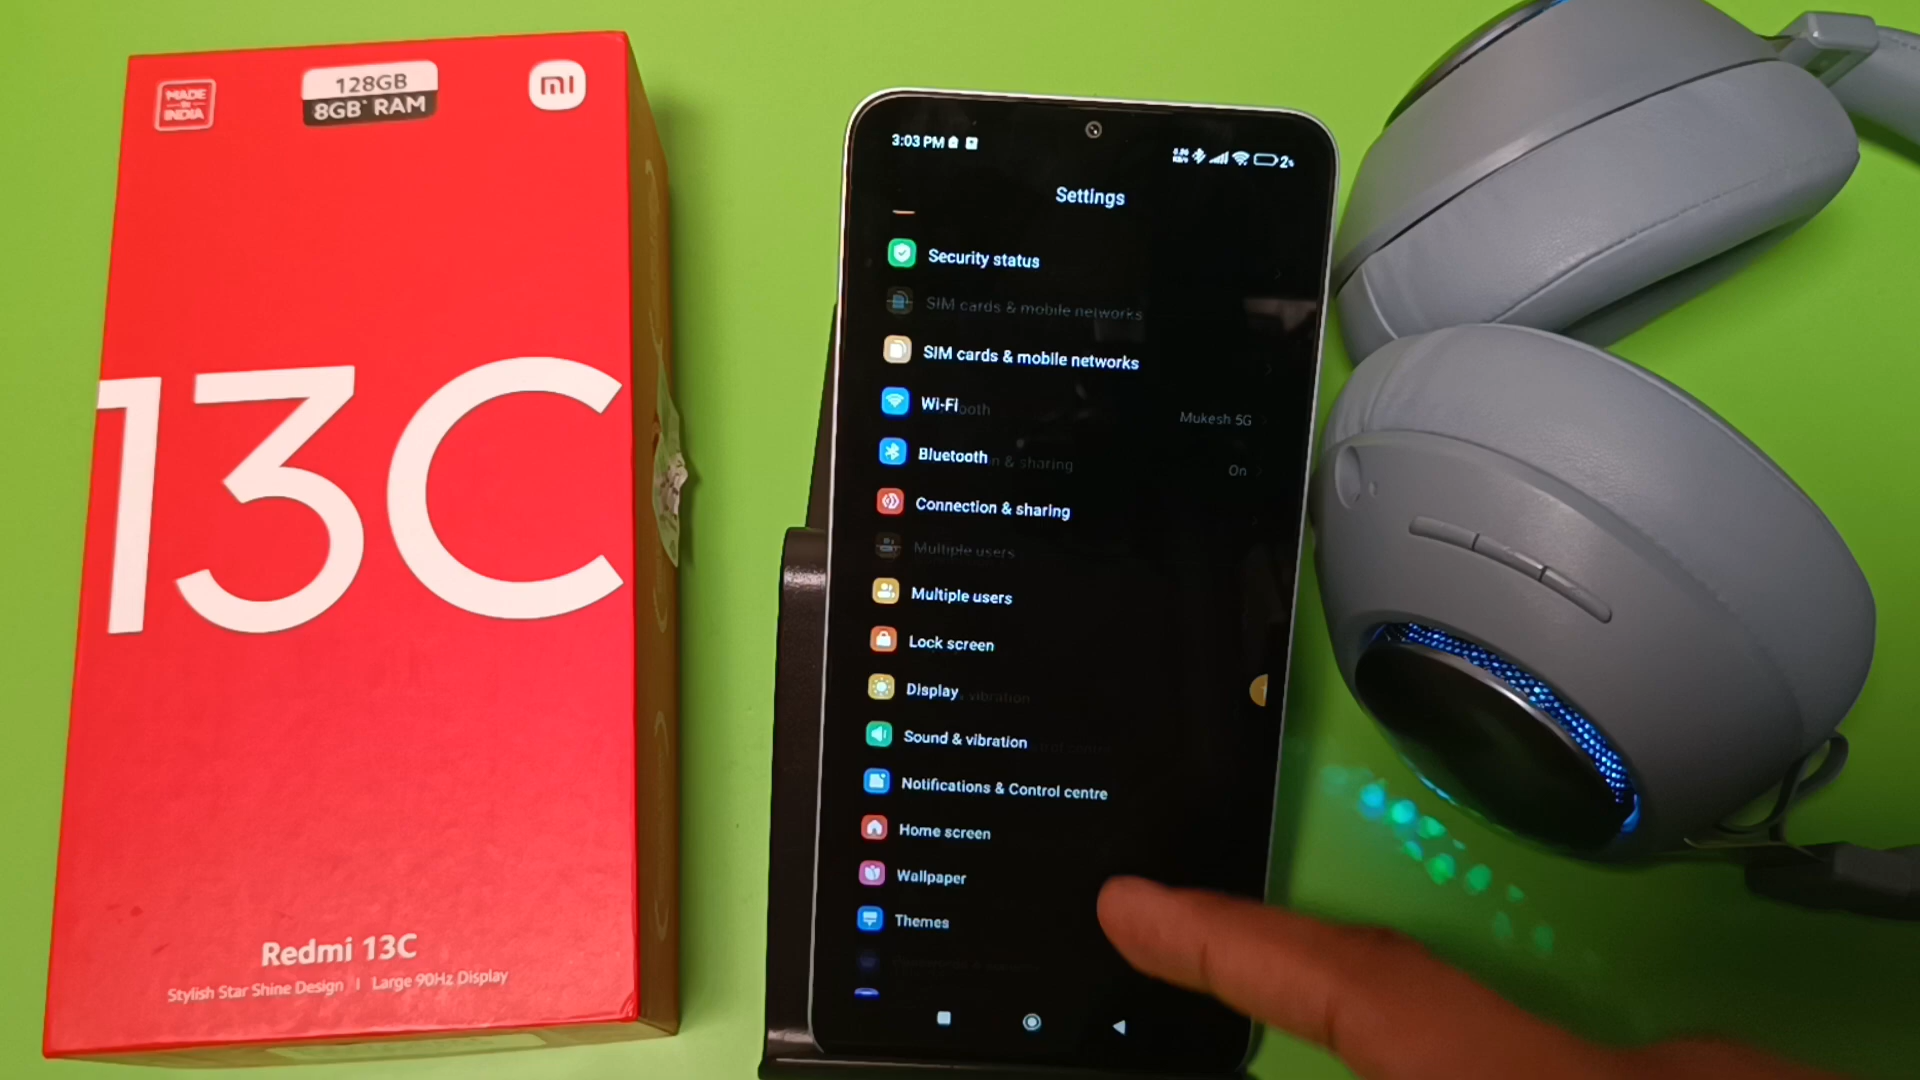 MADE
in
INDIA
128GB
8GB* RAM
mi
13C
Redmi 13C
Stylish Star Shine Design | Large 90Hz Display
3:03 PM
2%
Settings
Security status
SIM cards & mobile networks
SIM cards & mobile networks
Wi-Fi
Mukesh 5G
Bluetooth
On
Connection & sharing
Multiple users
Multiple users
Lock screen
Display
Sound & vibration
Notifications & Control centre
Home screen
Wallpaper
Themes